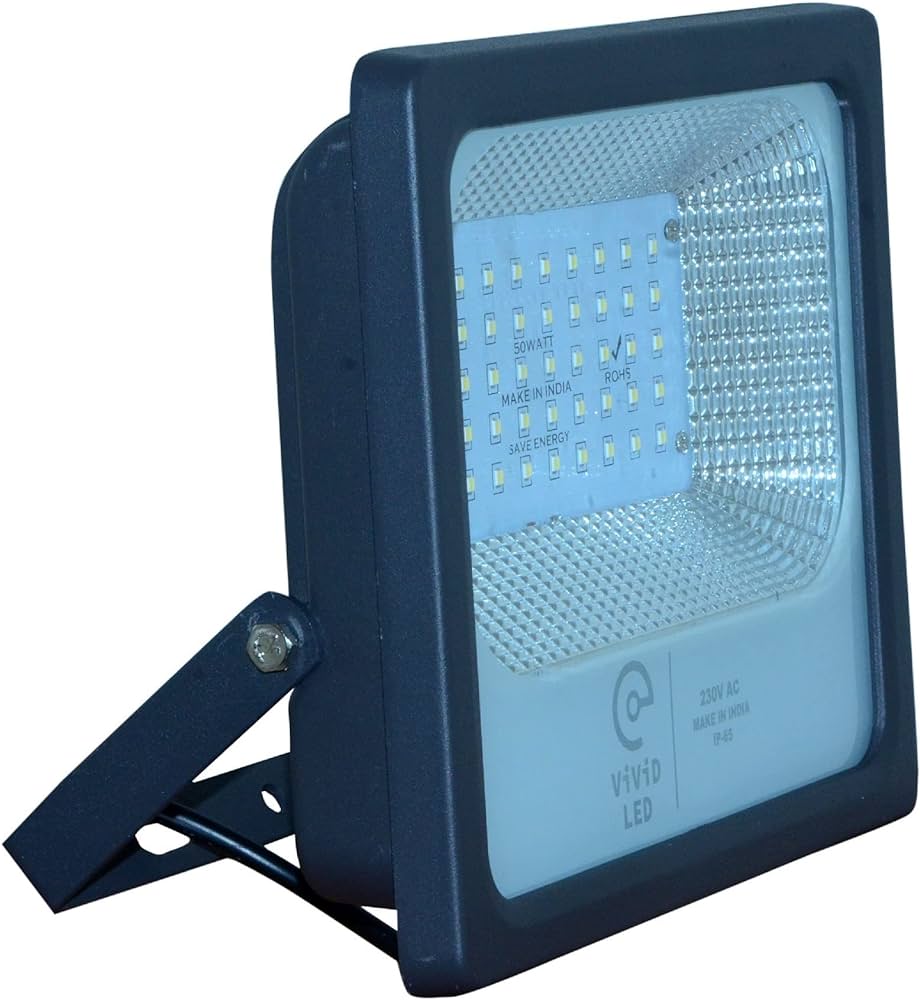 50WATT
MAKE IN INDIA
ROHS
SAVE ENERGY
ViViD
LED
230V AC
MAKE IN INDIA
IP-65